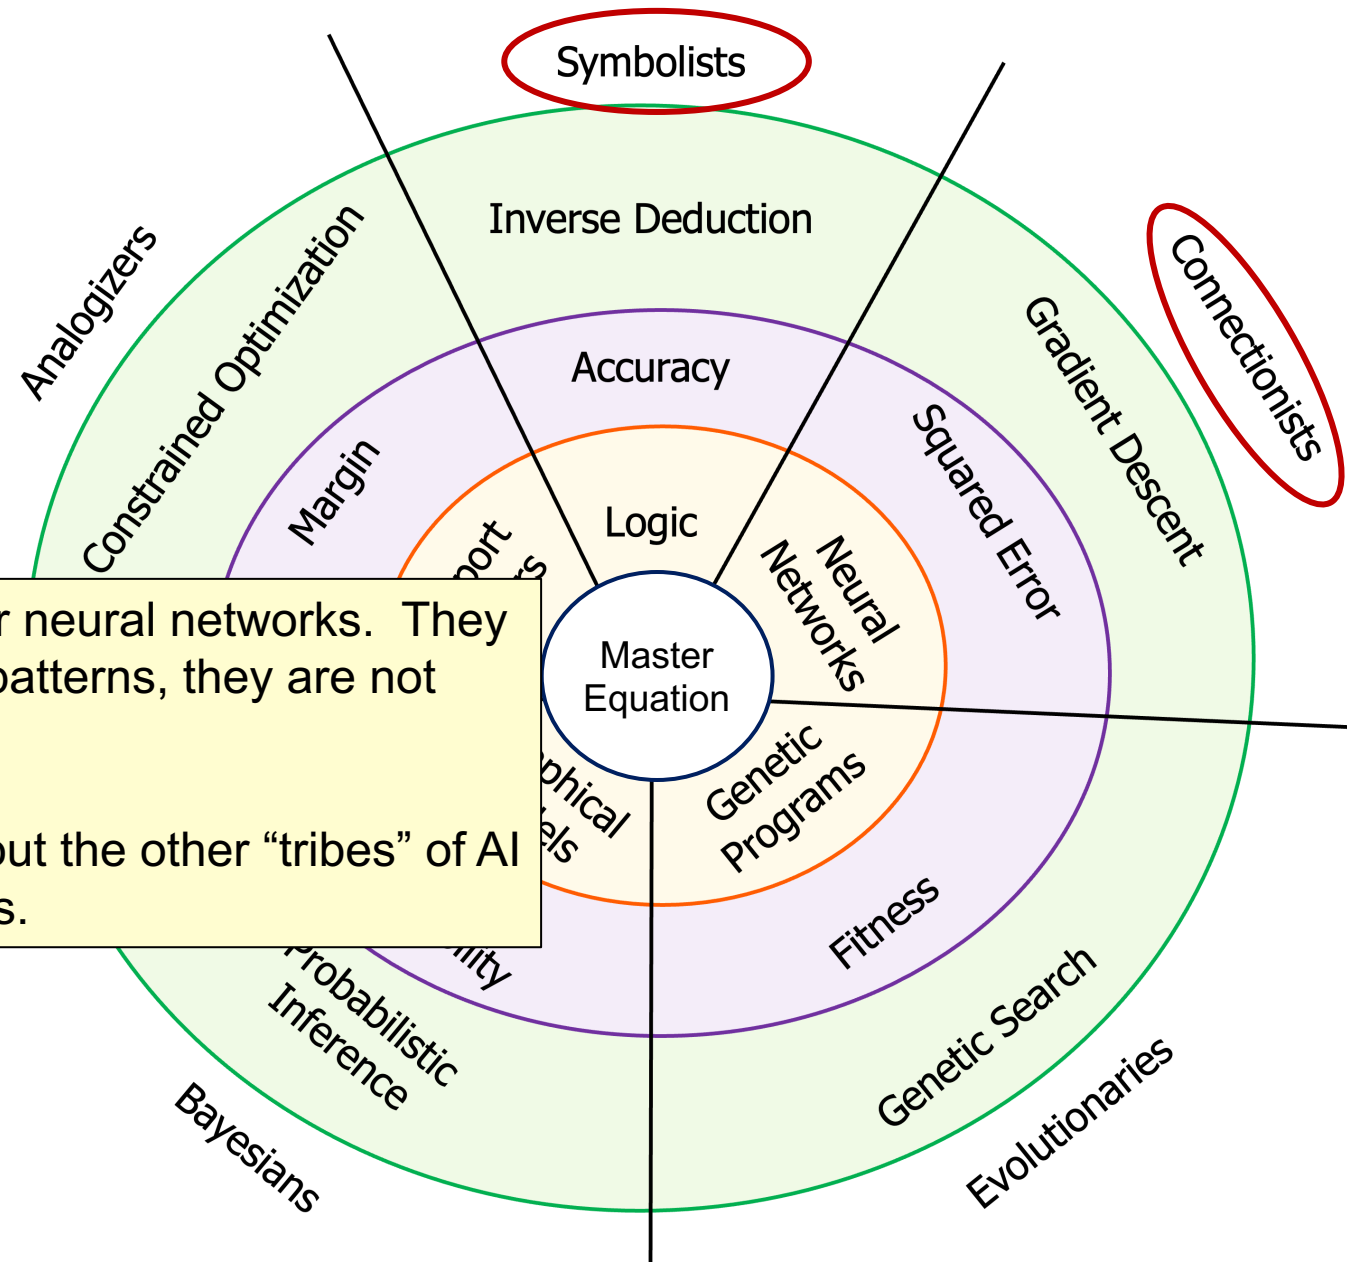 Symbolists
Inverse Deduction
Accuracy
Logic
Analogizers
Constrained Optimization
Margin
Connectionists
Gradient Descent
Squared Error
Neural
Networks
Master
Equation
neural networks. They
patterns, they are not
the other “tribes” of AI
Genetic
Programs
Fitness
Genetic Search
Evolutionaries
Probabilistic
Inference
Bayesians